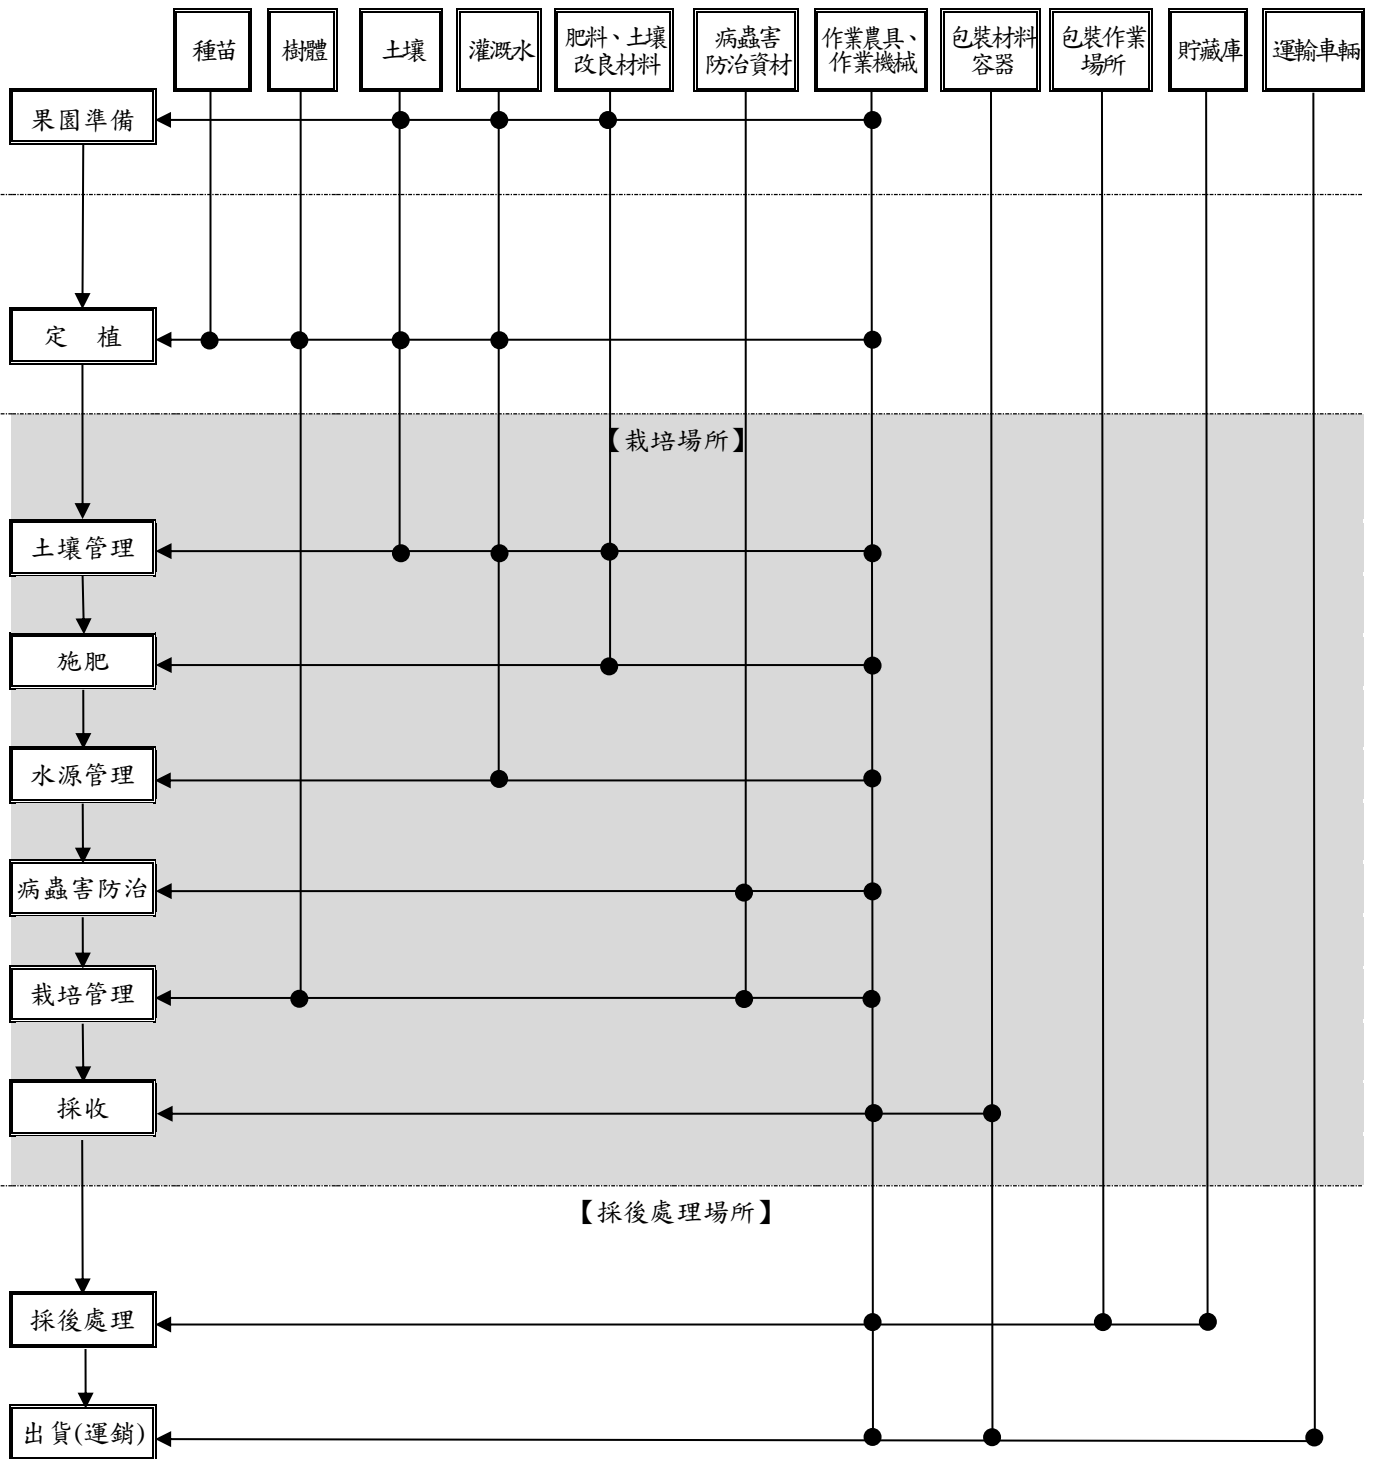 種苗
樹體
土壤
灌溉水
肥料、土壤
改良材料
病蟲害
防治資材
作業農具、
作業機械
包裝材料
容器
包裝作業
場所
貯藏庫
運輸車輛
果園準備
定 植
【栽培場所】
土壤管理
施肥
水源管理
病蟲害防治
栽培管理
採收
【採後處理場所】
採後處理
出貨(運銷)